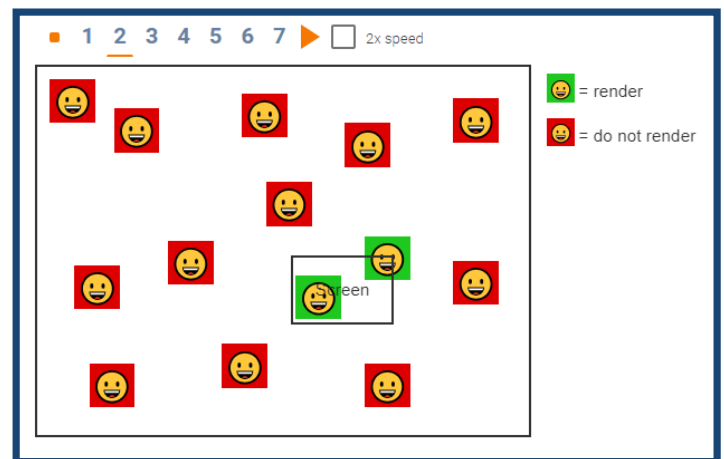 1 2 3 4 5 6 7 2x speed
= render
= do not render
Screen